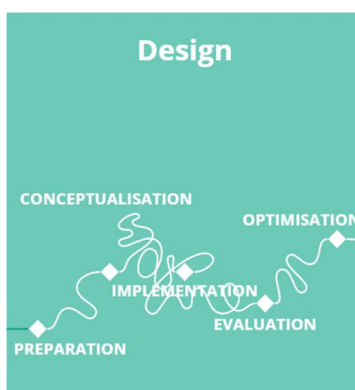 Design
CONCEPTUALISATION
OPTIMISATION
IMPLEMENTATION
EVALUATION
PREPARATION